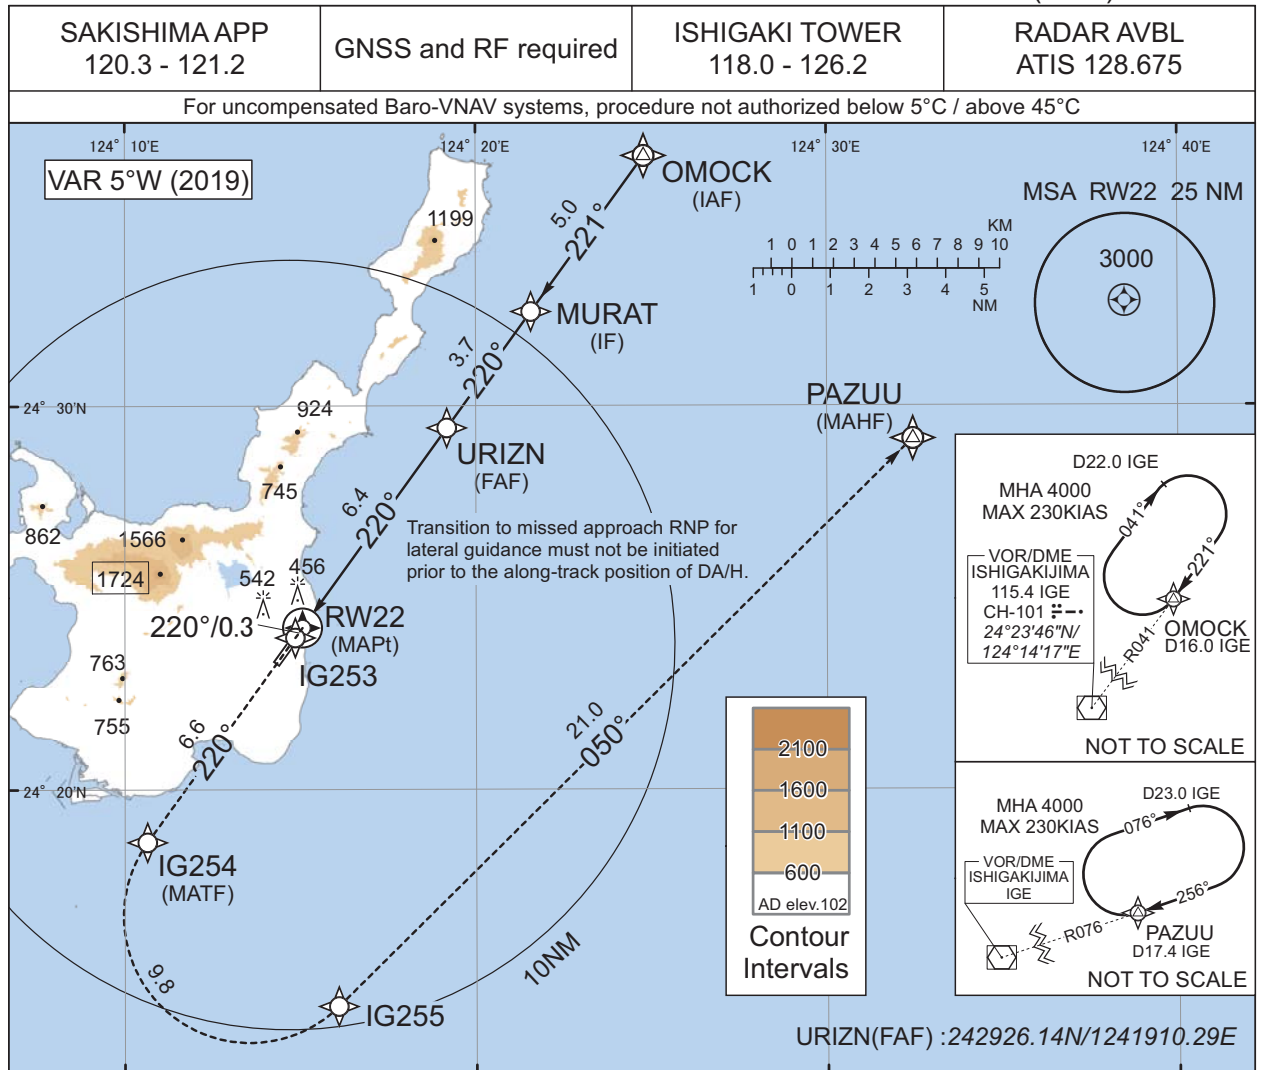 SAKISHIMA APP
120.3 - 121.2
GNSS and RF required
ISHIGAKI TOWER
118.0 - 126.2
RADAR AVBL
ATIS 128.675
For uncompensated Baro-VNAV systems, procedure not authorized below 5°C / above 45°C
124° 10'E
124° 20'E
124° 30'E
124° 40'E
VAR 5°W (2019)
OMOCK
(IAF)
MSA RW22 25 NM
3000
KM
1 0 1 2 3 4 5 6 7 8 9 10
1 0 1 2 3 4 5
NM
1199
5.0
221°
MURAT
(IF)
3.7
220°
PAZUU
(MAHF)
24° 30'N
924
URIZN
(FAF)
745
862
1566
1724
542
456
6.4
220°
Transition to missed approach RNP for
lateral guidance must not be initiated
prior to the along-track position of DA/H.
220°/0.3
RW22
(MAPt)
IG253
763
755
6.6
220°
21.0
050°
24° 20'N
IG254
(MATF)
9.8
IG255
10NM
2100
1600
1100
600
AD elev.102
Contour
Intervals
D22.0 IGE
MHA 4000
MAX 230KIAS
041°
221°
VOR/DME
ISHIGAKIJIMA
115.4 IGE
CH-101
24°23'46"N/
124°14'17"E
OMOCK
D16.0 IGE
R041
NOT TO SCALE
D23.0 IGE
MHA 4000
MAX 230KIAS
076°
256°
VOR/DME
ISHIGAKIJIMA
IGE
R076
PAZUU
D17.4 IGE
NOT TO SCALE
URIZN(FAF) :242926.14N/1241910.29E